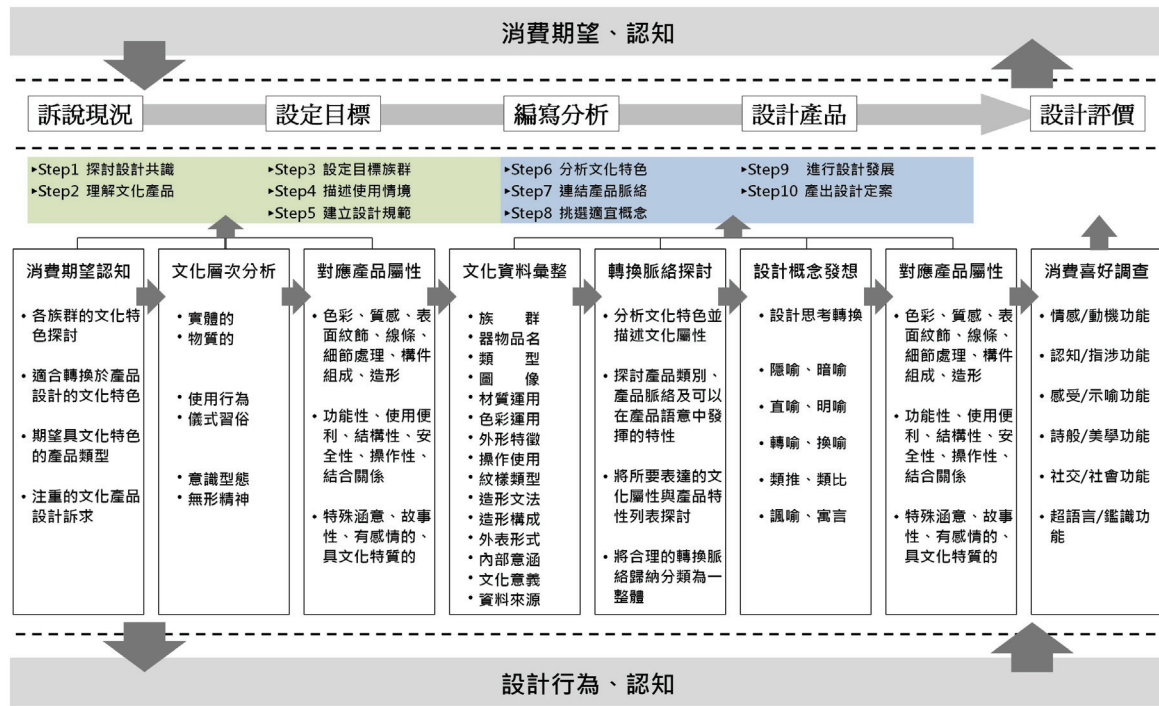 消費期望、認知
訴說現況
設定目標
編寫分析
設計產品
設計評價
▸Step1 探討設計共識
▸Step2 理解文化產品
▸Step3 設定目標族群
▸Step4 描述使用情境
▸Step5 建立設計規範
▸Step6 分析文化特色
▸Step7 連結產品脈絡
▸Step8 挑選適宜概念
▸Step9 進行設計發展
▸Step10 產出設計定案
消費期望認知
• 各族群的文化特
色探討
• 適合轉換於產品
設計的文化特色
• 期望具文化特色
的產品類型
• 注重的文化產品
設計訴求
文化層次分析
• 實體的
• 物質的
• 使用行為
• 儀式習俗
• 意識型態
• 無形精神
對應產品屬性
• 色彩、質感、表
面紋飾、線條、
細節處理、構件
組成、造形
• 功能性、使用便
利、結構性、安
全性、操作性、
結合關係
• 特殊涵意、故事
性、有感情的、
具文化特質的
文化資料彙整
• 族 群
• 器物品名
• 類 型
• 圖 像
• 材質運用
• 色彩運用
• 外形特徵
• 操作使用
• 紋樣類型
• 造形文法
• 造形構成
• 外表形式
• 內部意涵
• 文化意義
• 資料來源
轉換脈絡探討
• 分析文化特色並
描述文化屬性
• 探討產品類別、
產品脈絡及可以
在產品語意中發
揮的特性
• 將所要表達的文
化屬性與產品特
性列表探討
• 將合理的轉換脈
絡歸納分類為一
整體
設計概念發想
• 設計思考轉換
• 隱喻、暗喻
• 直喻、明喻
• 轉喻、換喻
• 類推、類比
• 諷喻、寓言
對應產品屬性
• 色彩、質感、表
面紋飾、線條、
細節處理、構件
組成、造形
• 功能性、使用便
利、結構性、安
全性、操作性、
結合關係
• 特殊涵意、故事
性、有感情的、
具文化特質的
消費喜好調查
• 情感/動機功能
• 認知/指涉功能
• 感受/示喻功能
• 詩般/美學功能
• 社交/社會功能
• 超語言/鑑識功
能
設計行為、認知